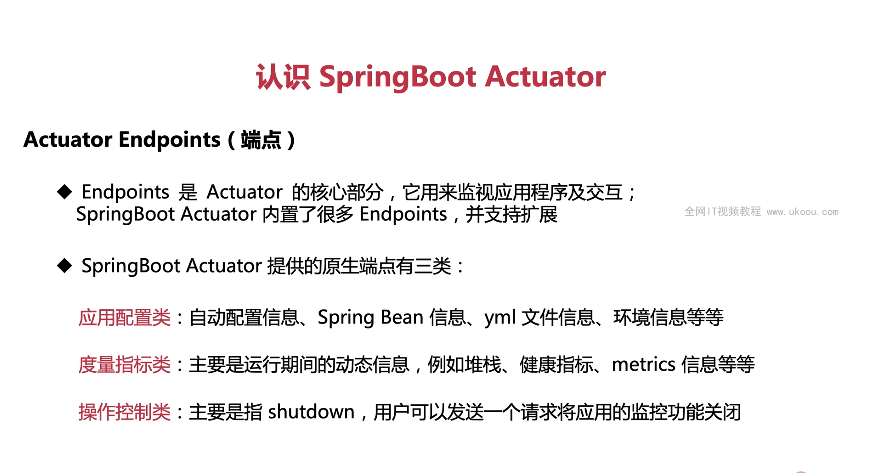 认识 SpringBoot Actuator
Actuator Endpoints（端点）
◆ Endpoints 是 Actuator 的核心部分，它用来监视应用程序及交互；
SpringBoot Actuator 内置了很多 Endpoints，并支持扩展
全网IT视频教程 www.ukoou.com
◆ SpringBoot Actuator 提供的原生端点有三类：
应用配置类：自动配置信息、Spring Bean 信息、yml 文件信息、环境信息等等
度量指标类：主要是运行期间的动态信息，例如堆栈、健康指标、metrics 信息等等
操作控制类：主要是指 shutdown，用户可以发送一个请求将应用的监控功能关闭